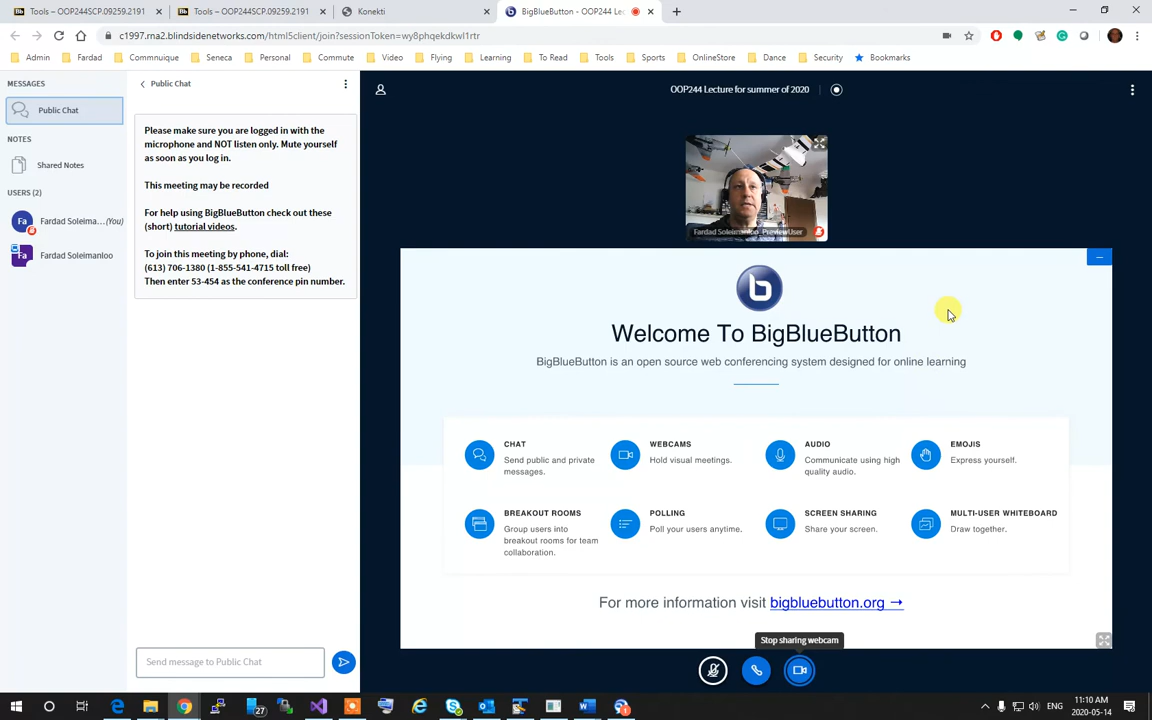 Tools – OOP244SCP.09259.2191
Tools – OOP244SCP.09259.2191
Konekti
BigBlueButton - OOP244 Lec
c1997.rna2.blindsidenetworks.com/html5client/join?sessionToken=wy8phqekdkwl1rtr
Admin
Fardad
Commnuique
Seneca
Personal
Commute
Video
Flying
Learning
To Read
Tools
Sports
OnlineStore
Dance
Security
Bookmarks
MESSAGES
Public Chat
NOTES
Shared Notes
USERS (2)
Fa
Fardad Soleima... (You)
Fa
Fardad Soleimanloo
Public Chat
Please make sure you are logged in with the
microphone and NOT listen only. Mute yourself
as soon as you log in.
This meeting may be recorded
For help using BigBlueButton check out these
(short) tutorial videos.
To join this meeting by phone, dial:
(613) 706-1380 (1-855-541-4715 toll free)
Then enter 53-454 as the conference pin number.
Send message to Public Chat
OOP244 Lecture for summer of 2020
Fardad Soleimanloo_PreviewUser
b
Welcome To BigBlueButton
BigBlueButton is an open source web conferencing system designed for online learning
CHAT
Send public and private
messages.
WEBCAMS
Hold visual meetings.
AUDIO
Communicate using high
quality audio.
EMOJIS
Express yourself.
BREAKOUT ROOMS
Group users into
breakout rooms for team
collaboration.
POLLING
Poll your users anytime.
SCREEN SHARING
Share your screen.
MULTI-USER WHITEBOARD
Draw together.
For more information visit bigbluebutton.org →
Stop sharing webcam
27
1
ENG
11:10 AM
2020-05-14